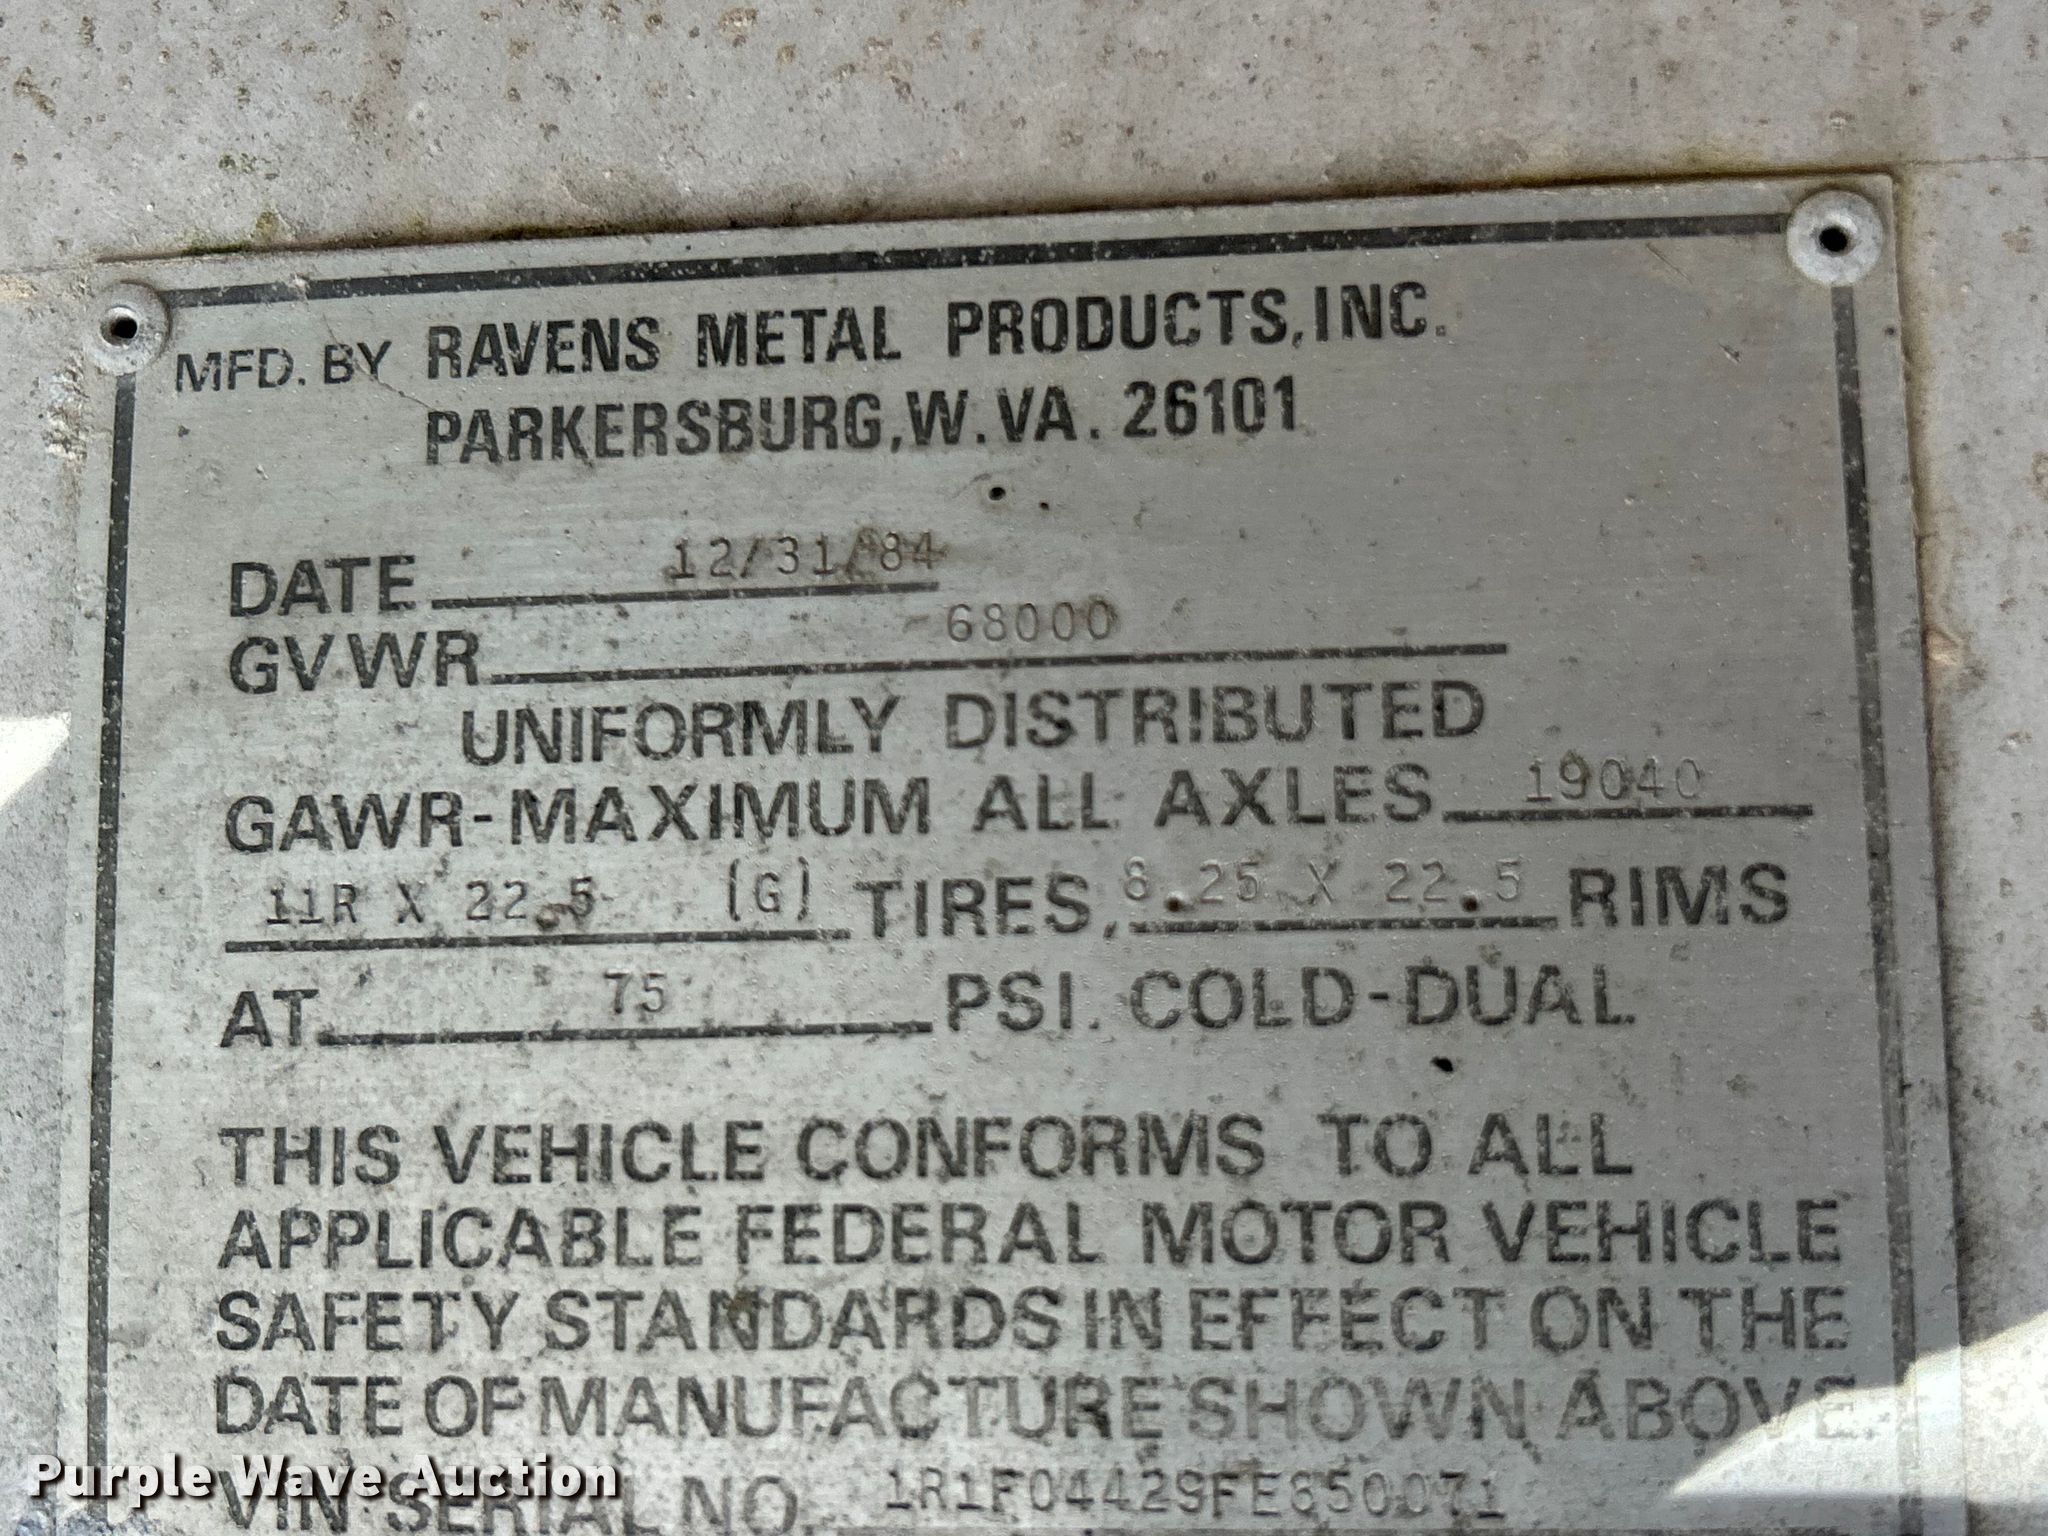 MFD. BY RAVENS METAL PRODUCTS, INC.
PARKERSBURG, W. VA. 26101
DATE 12/31/84
GVWR 68000
UNIFORMLY DISTRIBUTED
GAWR-MAXIMUM ALL AXLES 19040
11R X 22.5 (G) TIRES, 8.25 X 22.5 RIMS
AT 75 PSI. COLD-DUAL
THIS VEHICLE CONFORMS TO ALL
APPLICABLE FEDERAL MOTOR VEHICLE
SAFETY STANDARDS IN EFFECT ON THE
DATE OF MANUFACTURE SHOWN ABOVE.
VIN SERIAL NO.
Purple Wave Auction